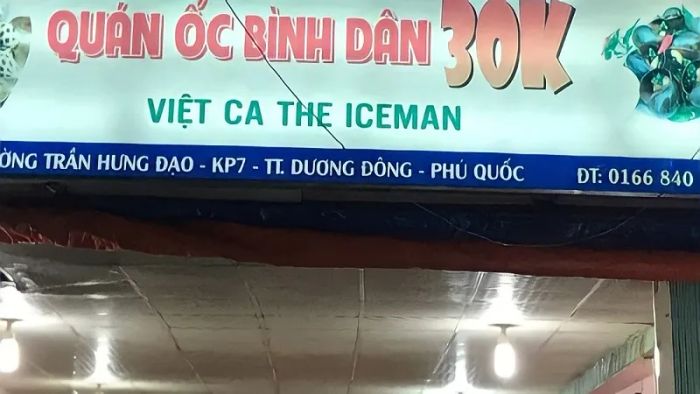 QUÁN ỐC BÌNH DÂN 30K
VIỆT CA THE ICEMAN
ỜNG TRẦN HƯNG ĐẠO - KP7 - TT. DƯƠNG ĐÔNG - PHÚ QUỐC ĐT: 0166 840